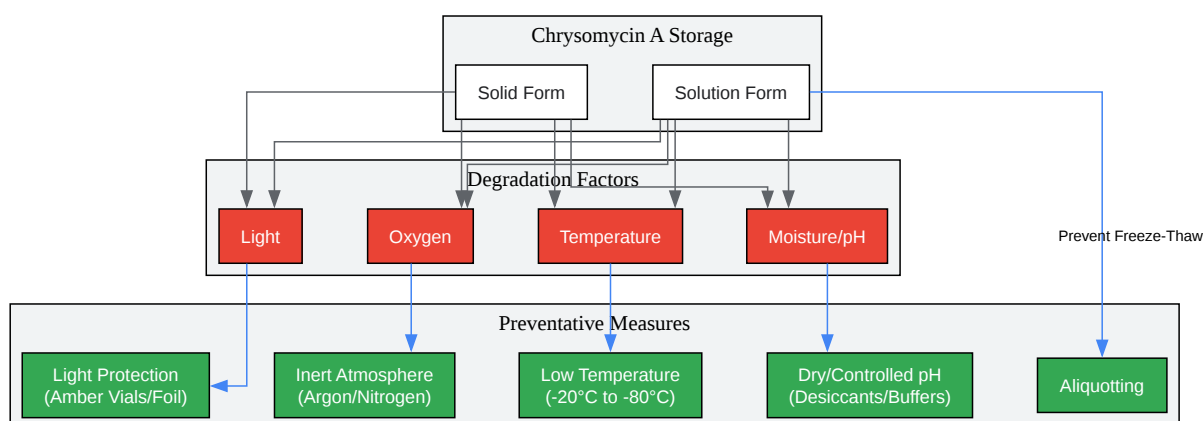 Chrysomycin A Storage
Solid Form
Solution Form
Degradation Factors
Light
Oxygen
Temperature
Moisture/pH
Prevent Freeze-Thaw
Preventative Measures
Light Protection
(Amber Vials/Foil)
Inert Atmosphere
(Argon/Nitrogen)
Low Temperature
(-20°C to -80°C)
Dry/Controlled pH
(Desiccants/Buffers)
Aliquotting